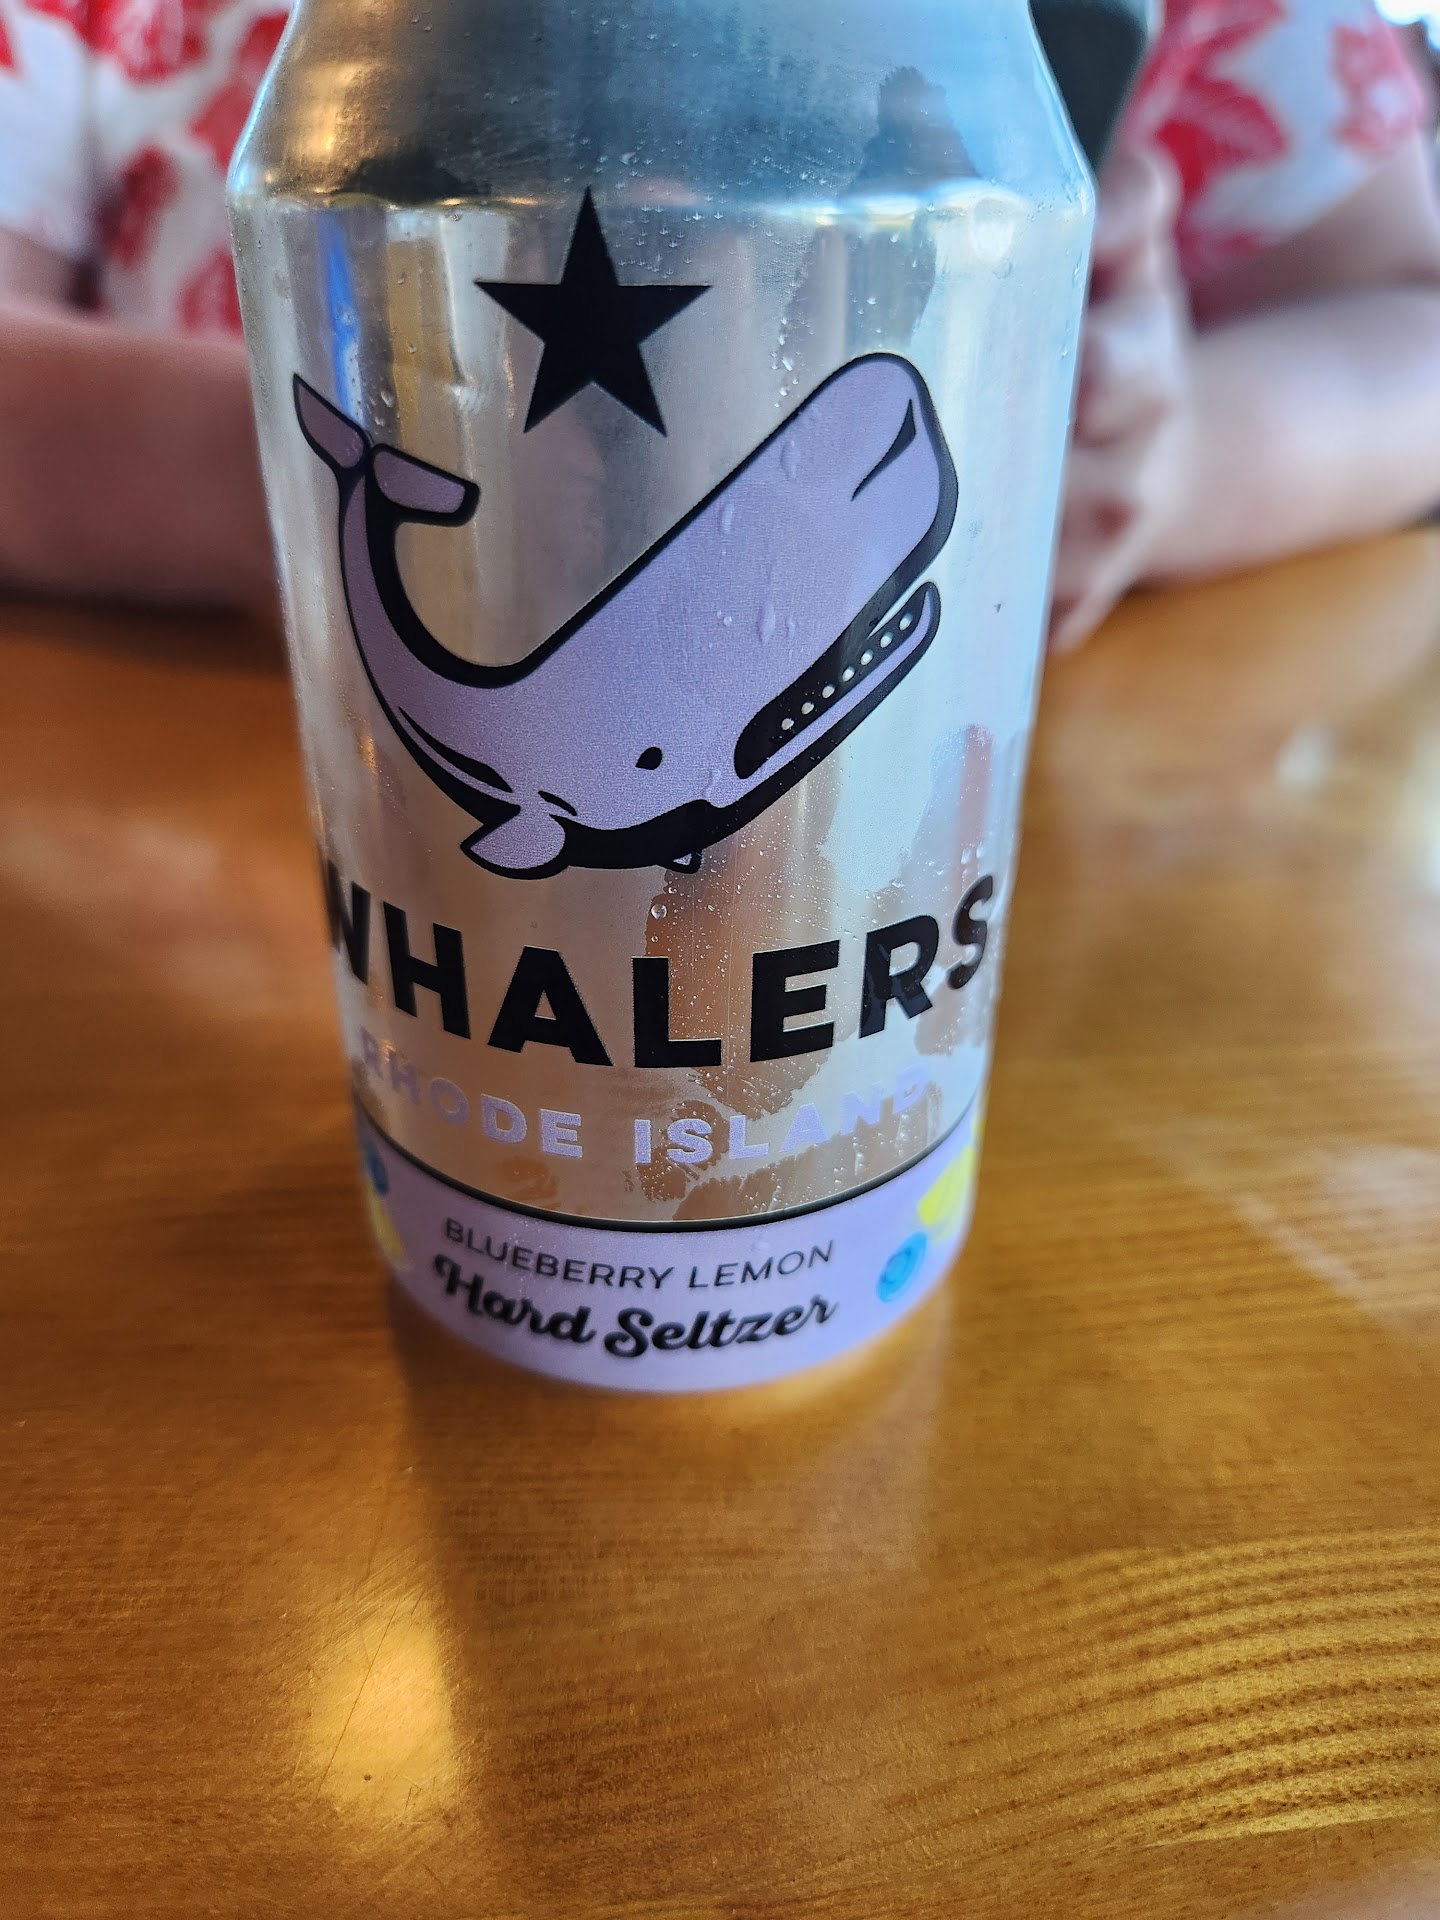 WHALERS
RHODE ISLAND
BLUEBERRY LEMON
Hard Seltzer